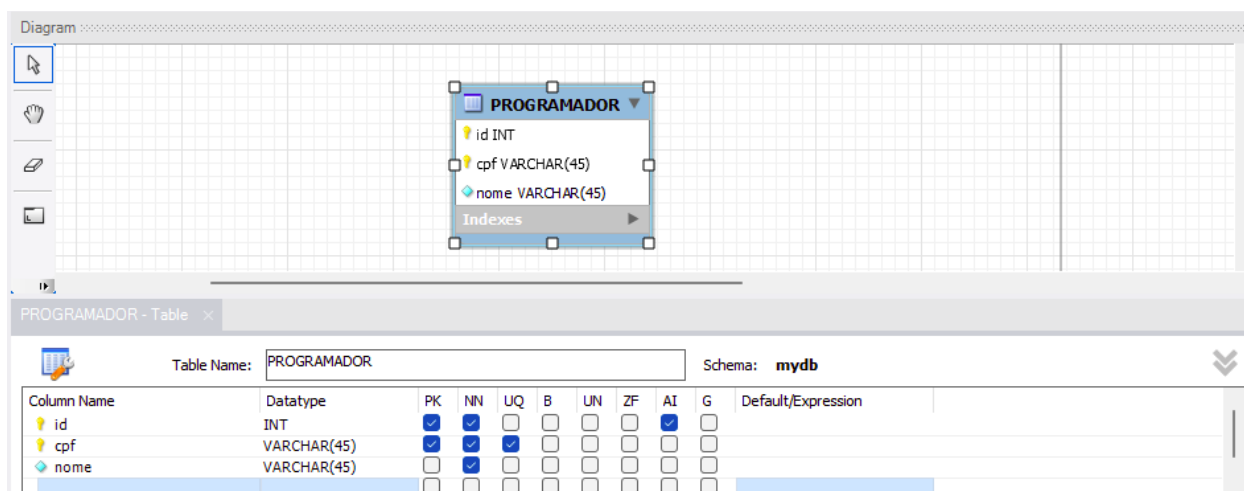 Diagram
PROGRAMADOR
id INT
cpf VARCHAR(45)
nome VARCHAR(45)
Indexes
PROGRAMADOR - Table
Table Name: PROGRAMADOR Schema: mydb
Column Name Datatype PK NN UQ B UN ZF AI G Default/Expression
id INT
cpf VARCHAR(45)
nome VARCHAR(45)